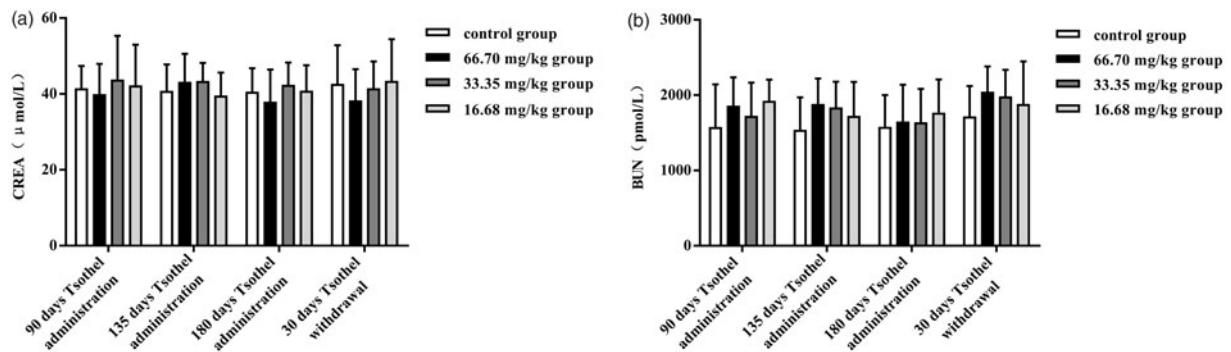 (a)
60
40
20
0
CREA（ μ mol/L）
control group
66.70 mg/kg group
33.35 mg/kg group
16.68 mg/kg group
90 days Tsothel
administration
135 days Tsothel
administration
180 days Tsothel
administration
30 days Tsothel
withdrawal
(b)
3000
2000
1000
0
BUN（pmol/L）
control group
66.70 mg/kg group
33.35 mg/kg group
16.68 mg/kg group
90 days Tsothel
administration
135 days Tsothel
administration
180 days Tsothel
administration
30 days Tsothel
withdrawal